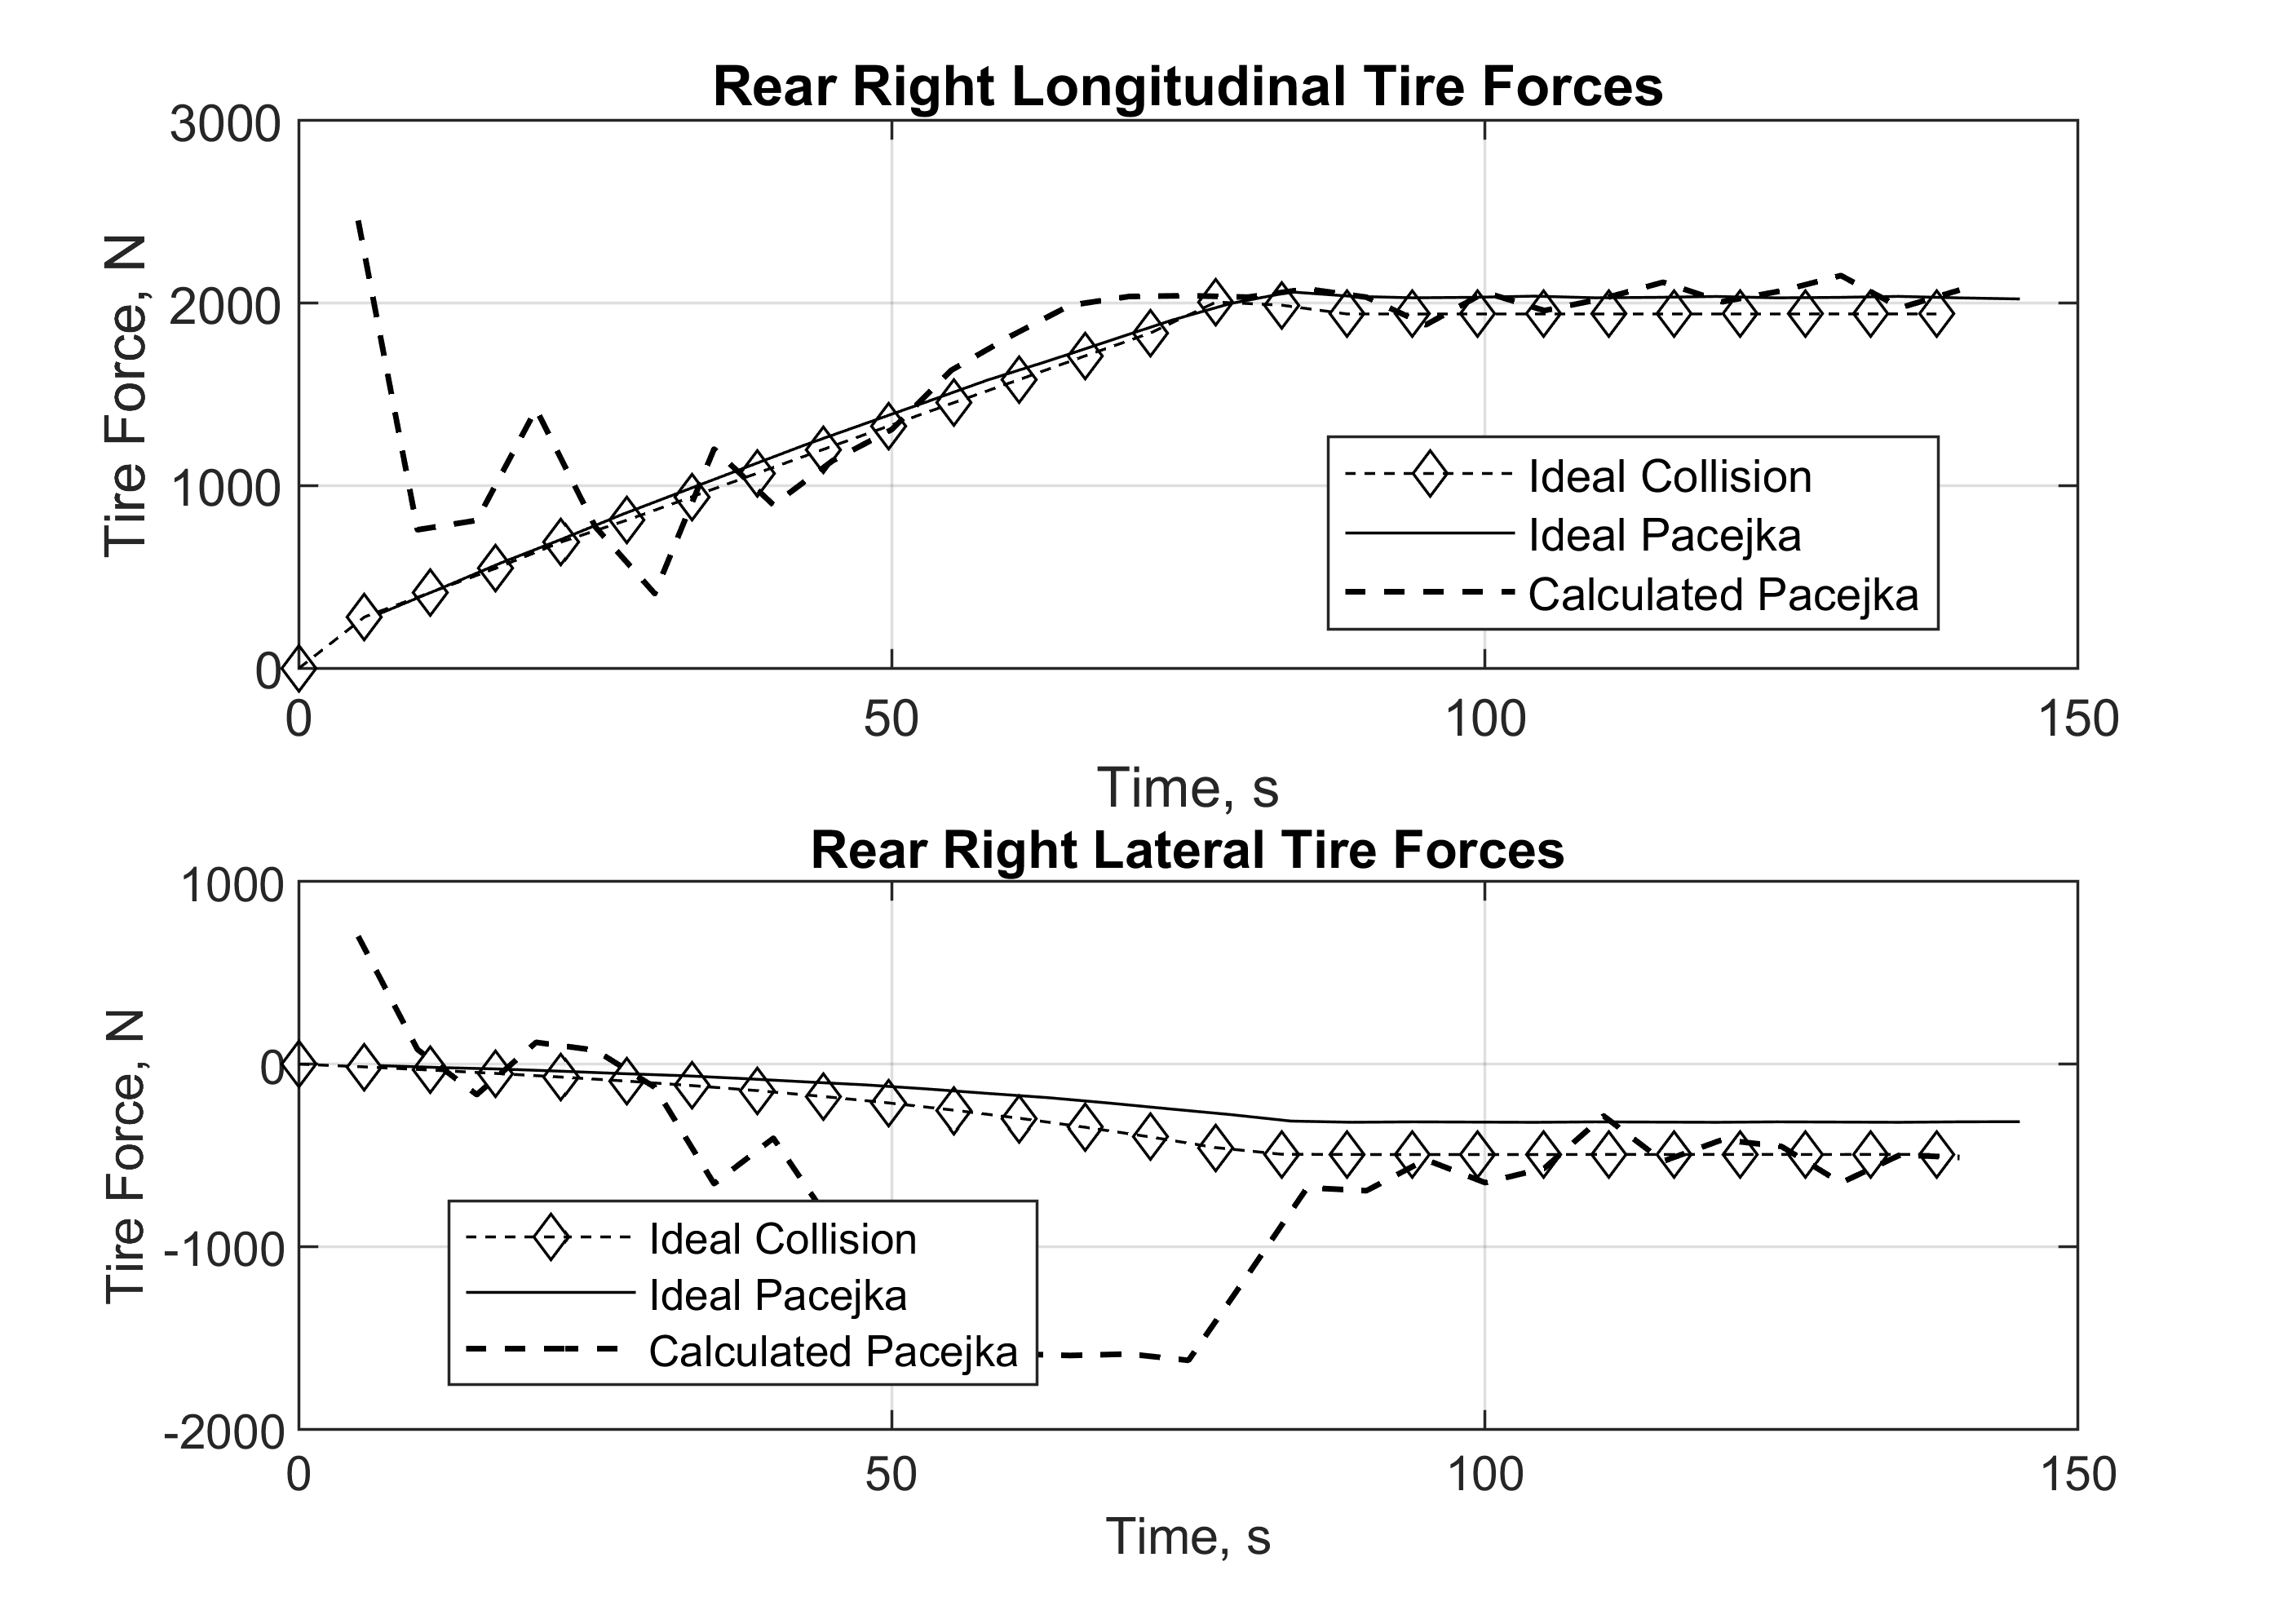 Rear Right Longitudinal Tire Forces
3000
2000
1000
0
Tire Force, N
Ideal Collision
Ideal Pacejka
Calculated Pacejka
0 50 100 150
Time, s
Rear Right Lateral Tire Forces
1000
0
-1000
-2000
Tire Force, N
Ideal Collision
Ideal Pacejka
Calculated Pacejka
0 50 100 150
Time, s